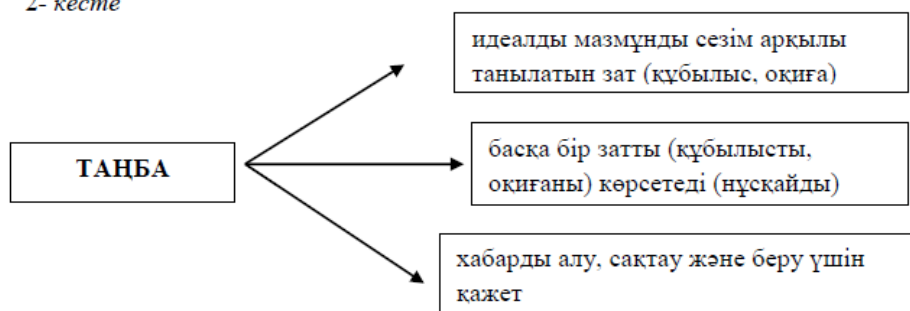 2- кесте
идеалды мазмұнды сезім арқылы
танылатын зат (құбылыс, оқиға)
ТАҢБА
басқа бір затты (құбылысты,
оқиғаны) көрсетеді (нұсқайды)
хабарды алу, сақтау және беру үшін
қажет